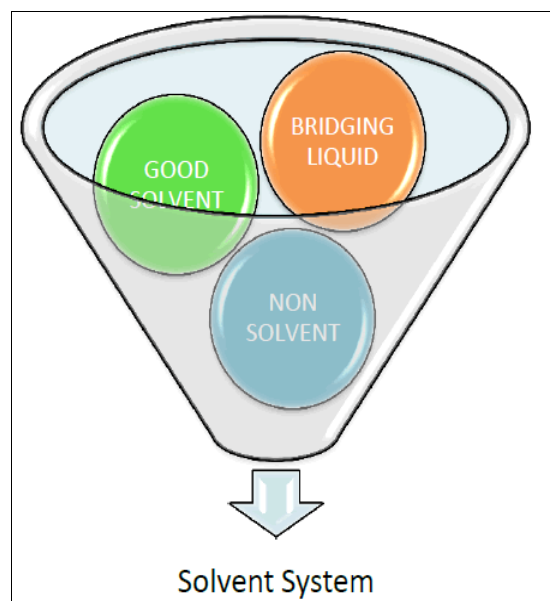 GOOD
SOLVENT
BRIDGING
LIQUID
NON
SOLVENT
Solvent System